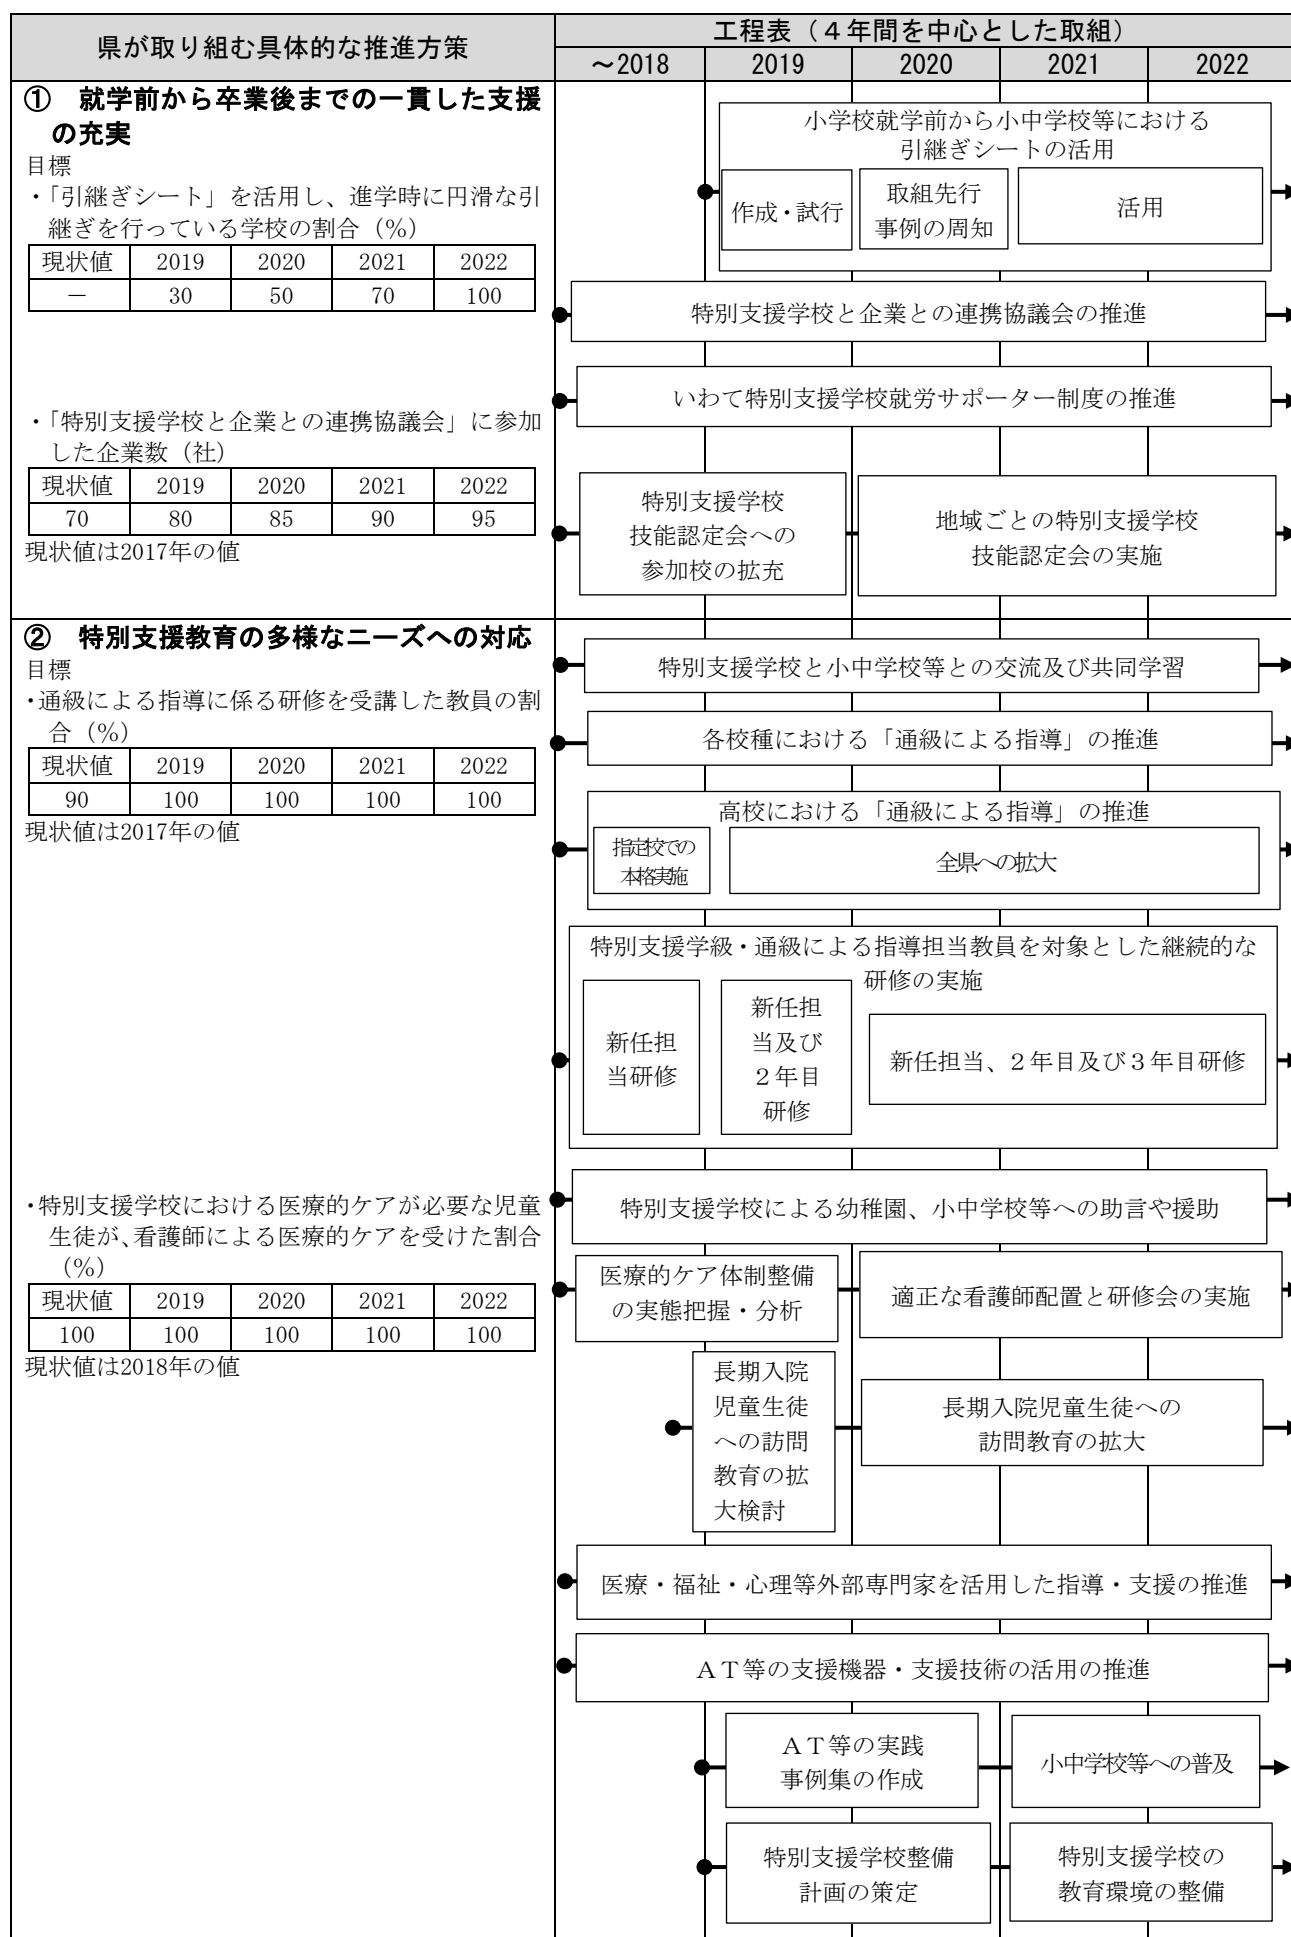 県が取り組む具体的な推進方策
工程表（４年間を中心とした取組）
～2018 2019 2020 2021 2022
① 就学前から卒業後までの一貫した支援
の充実
目標
・「引継ぎシート」を活用し、進学時に円滑な引
継ぎを行っている学校の割合（％）
現状値 2019 2020 2021 2022
－ 30 50 70 100
・「特別支援学校と企業との連携協議会」に参加
した企業数（社）
現状値 2019 2020 2021 2022
70 80 85 90 95
現状値は2017年の値
小学校就学前から小中学校等における
引継ぎシートの活用
作成・試行
取組先行
事例の周知
活用
特別支援学校と企業との連携協議会の推進
いわて特別支援学校就労サポーター制度の推進
特別支援学校
技能認定会への
参加校の拡充
地域ごとの特別支援学校
技能認定会の実施
② 特別支援教育の多様なニーズへの対応
目標
・通級による指導に係る研修を受講した教員の割
合（％）
現状値 2019 2020 2021 2022
90 100 100 100 100
現状値は2017年の値
・特別支援学校における医療的ケアが必要な児童
生徒が、看護師による医療的ケアを受けた割合
（％）
現状値 2019 2020 2021 2022
100 100 100 100 100
現状値は2018年の値
特別支援学校と小中学校等との交流及び共同学習
各校種における「通級による指導」の推進
高校における「通級による指導」の推進
指定校での
本格実施
全県への拡大
特別支援学級・通級による指導担当教員を対象とした継続的な
研修の実施
新任担
当研修
新任担
当及び
２年目
研修
新任担当、２年目及び３年目研修
特別支援学校による幼稚園、小中学校等への助言や援助
医療的ケア体制整備
の実態把握・分析
適正な看護師配置と研修会の実施
長期入院
児童生徒
への訪問
教育の拡
大検討
長期入院児童生徒への
訪問教育の拡大
医療・福祉・心理等外部専門家を活用した指導・支援の推進
ＡＴ等の支援機器・支援技術の活用の推進
ＡＴ等の実践
事例集の作成
小中学校等への普及
特別支援学校整備
計画の策定
特別支援学校の
教育環境の整備